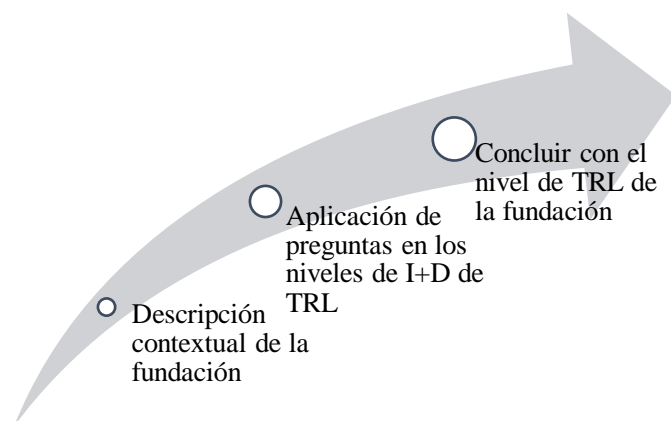 Concluir con el
nivel de TRL de
la fundación
Aplicación de
preguntas en los
niveles de I+D de
TRL
Descripción
contextual de la
fundación